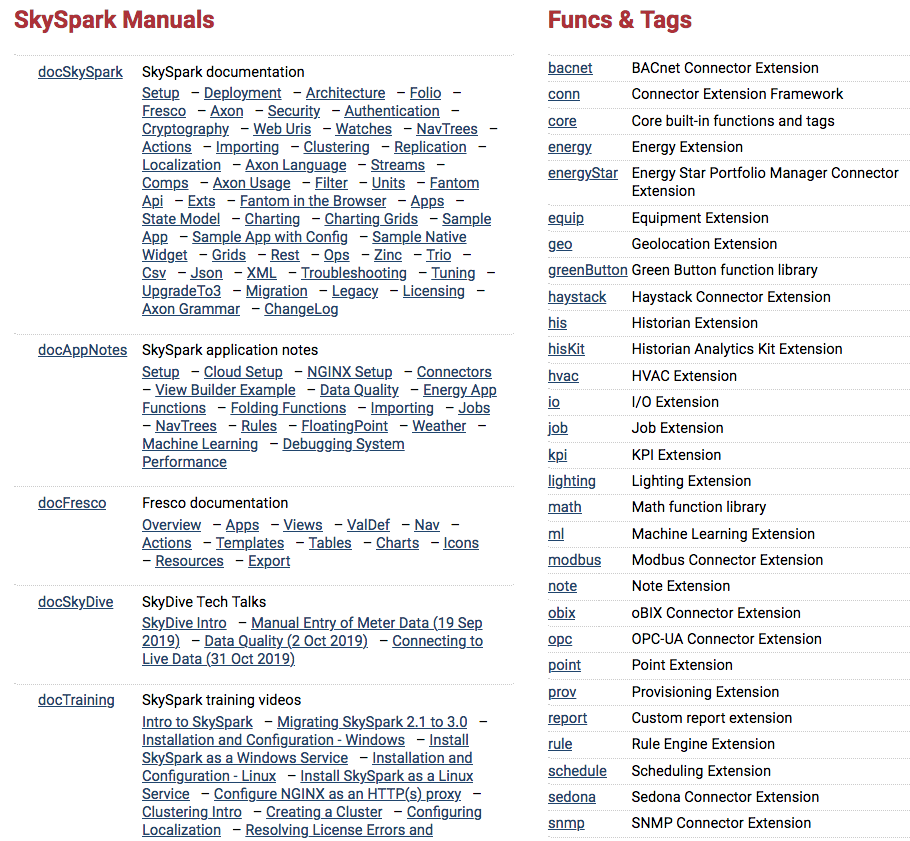 SkySpark Manuals
docSkySpark SkySpark documentation
Setup – Deployment – Architecture – Folio –
Fresco – Axon – Security – Authentication –
Cryptography – Web Uris – Watches – NavTrees –
Actions – Importing – Clustering – Replication –
Localization – Axon Language – Streams –
Comps – Axon Usage – Filter – Units – Fantom
Api – Exts – Fantom in the Browser – Apps –
State Model – Charting – Charting Grids – Sample
App – Sample App with Config – Sample Native
Widget – Grids – Rest – Ops – Zinc – Trio –
Csv – Json – XML – Troubleshooting – Tuning –
UpgradeTo3 – Migration – Legacy – Licensing –
Axon Grammar – ChangeLog
docAppNotes SkySpark application notes
Setup – Cloud Setup – NGINX Setup – Connectors
– View Builder Example – Data Quality – Energy App
Functions – Folding Functions – Importing – Jobs
– NavTrees – Rules – FloatingPoint – Weather –
Machine Learning – Debugging System
Performance
docFresco Fresco documentation
Overview – Apps – Views – ValDef – Nav –
Actions – Templates – Tables – Charts – Icons
– Resources – Export
docSkyDive SkyDive Tech Talks
SkyDive Intro – Manual Entry of Meter Data (19 Sep
2019) – Data Quality (2 Oct 2019) – Connecting to
Live Data (31 Oct 2019)
docTraining SkySpark training videos
Intro to SkySpark – Migrating SkySpark 2.1 to 3.0 –
Installation and Configuration - Windows – Install
SkySpark as a Windows Service – Installation and
Configuration - Linux – Install SkySpark as a Linux
Service – Configure NGINX as an HTTP(s) proxy –
Clustering Intro – Creating a Cluster – Configuring
Localization – Resolving License Errors and
Funcs & Tags
bacnet BACnet Connector Extension
conn Connector Extension Framework
core Core built-in functions and tags
energy Energy Extension
energyStar Energy Star Portfolio Manager Connector
Extension
equip Equipment Extension
geo Geolocation Extension
greenButton Green Button function library
haystack Haystack Connector Extension
his Historian Extension
hisKit Historian Analytics Kit Extension
hvac HVAC Extension
io I/O Extension
job Job Extension
kpi KPI Extension
lighting Lighting Extension
math Math function library
ml Machine Learning Extension
modbus Modbus Connector Extension
note Note Extension
obix oBIX Connector Extension
opc OPC-UA Connector Extension
point Point Extension
prov Provisioning Extension
report Custom report extension
rule Rule Engine Extension
schedule Scheduling Extension
sedona Sedona Connector Extension
snmp SNMP Connector Extension